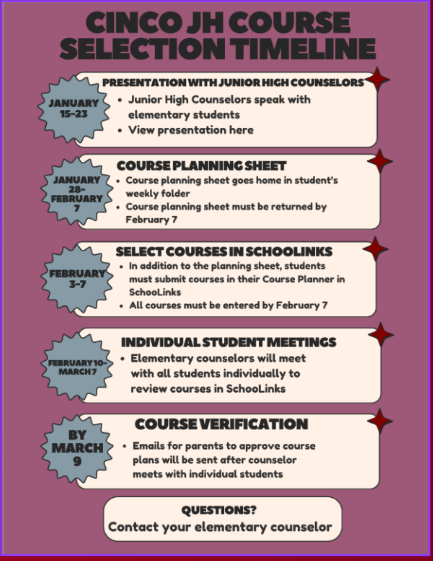 CINCO JH COURSE
SELECTION TIMELINE
JANUARY
15-23
PRESENTATION WITH JUNIOR HIGH COUNSELORS
• Junior High Counselors speak with
elementary students
• View presentation here
JANUARY
28-
FEBRUARY
7
COURSE PLANNING SHEET
• Course planning sheet goes home in student's
weekly folder
• Course planning sheet must be returned by
February 7
FEBRUARY
3-7
SELECT COURSES IN SCHOOLINKS
• In addition to the planning sheet, students
must submit courses in their Course Planner in
SchooLinks
• All courses must be entered by February 7
FEBRUARY 10-
MARCH 7
INDIVIDUAL STUDENT MEETINGS
• Elementary counselors will meet
with all students individually to
review courses in SchooLinks
BY
MARCH
9
COURSE VERIFICATION
• Emails for parents to approve course
plans will be sent after counselor
meets with individual students
QUESTIONS?
Contact your elementary counselor